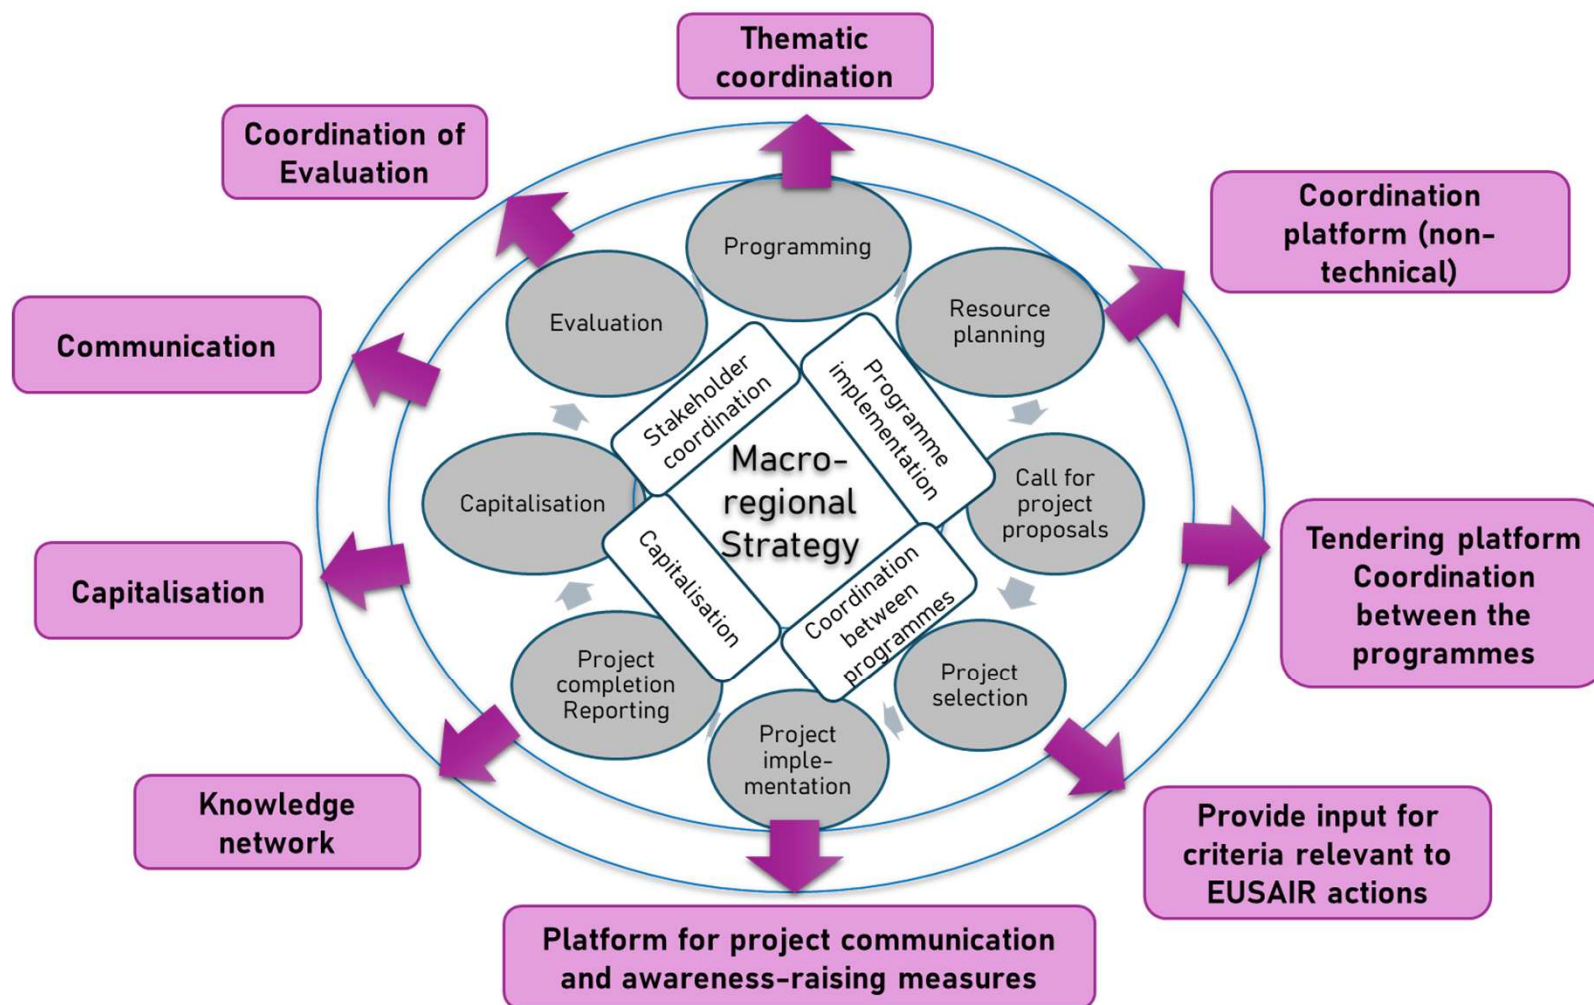 Thematic
coordination
Coordination of
Evaluation
Coordination
platform (non-
technical)
Programming
Evaluation
Resource
planning
Communication
Stakeholder
coordination
Programme
implementation
Macro-
regional
Strategy
Capitalisation
Call for
project
proposals
Capitalisation
Coordination
between
programmes
Capitalisation
Tendering platform
Coordination
between the
programmes
Project
completion
Reporting
Project
selection
Project
imple-
mentation
Knowledge
network
Provide input for
criteria relevant to
EUSAIR actions
Platform for project communication
and awareness-raising measures